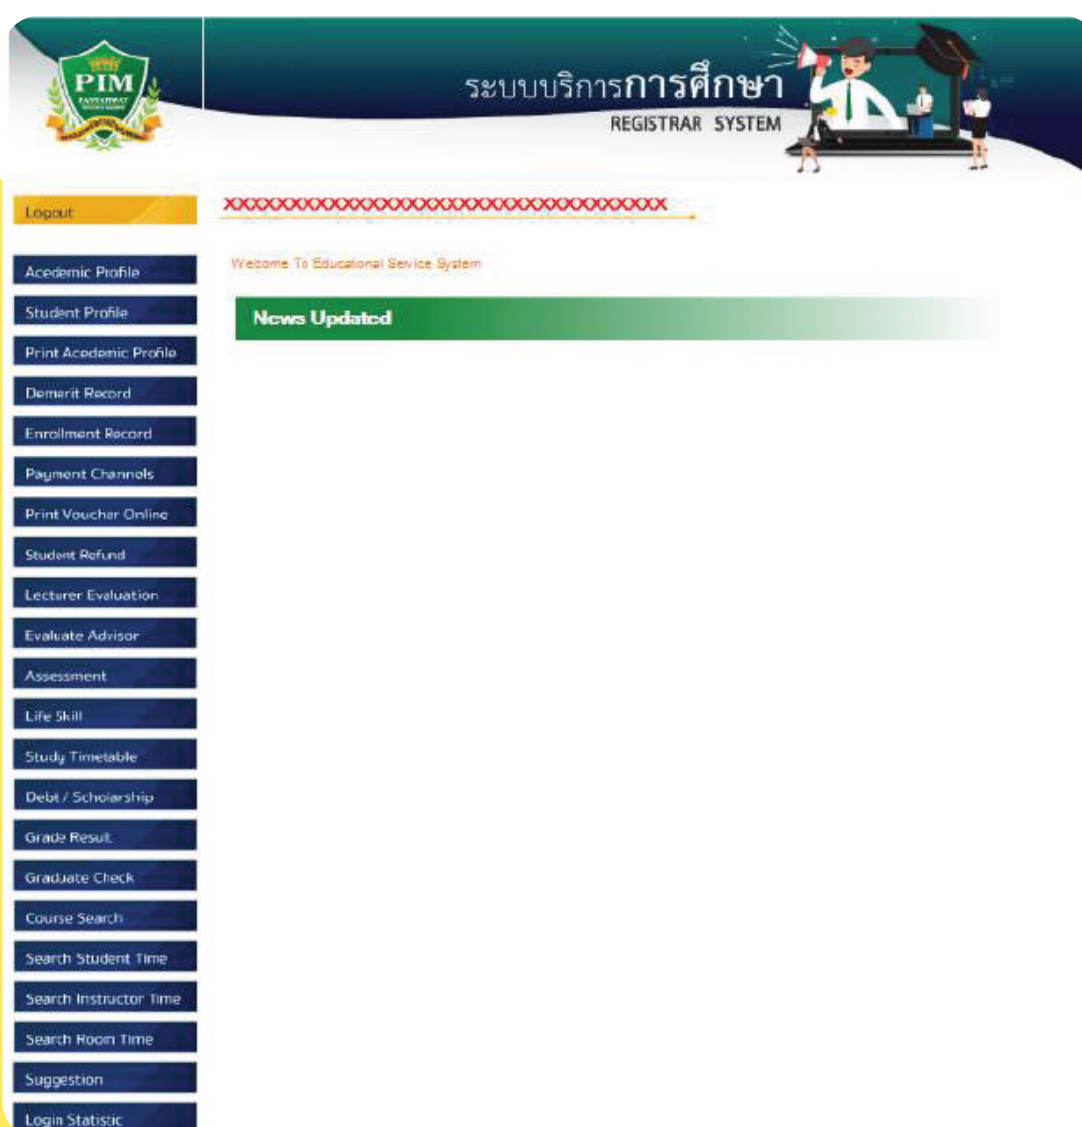 PIM
PANYAPIWAT
ระบบบริการการศึกษา
REGISTRAR SYSTEM
Logout
XXXXXXXXXXXXXXXXXXXXXXXXXXXXXXXXXXXXX
Welcome To Educational Service System
News Updated
Acedemic Profile
Student Profile
Print Acedemic Profile
Demerit Record
Enrollment Record
Payment Channels
Print Voucher Online
Student Refund
Lecturer Evaluation
Evaluate Advisor
Assessment
Life Skill
Study Timetable
Debt / Scholarship
Grade Result
Graduate Check
Course Search
Search Student Time
Search Instructor Time
Search Room Time
Suggestion
Login Statistic